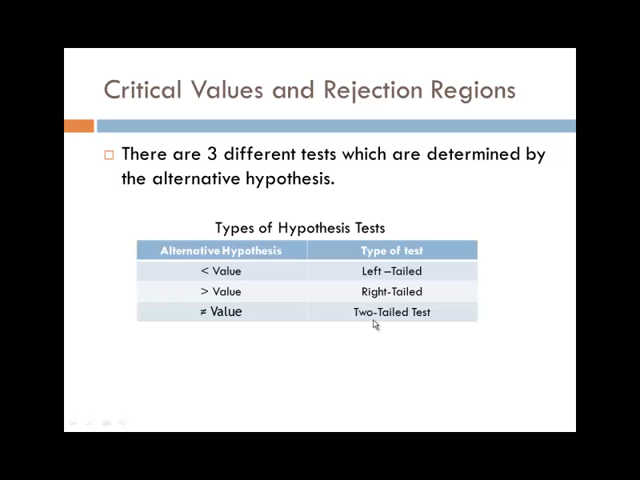 Critical Values and Rejection Regions
There are 3 different tests which are determined by
the alternative hypothesis.
Types of Hypothesis Tests
Alternative Hypothesis Type of test
< Value Left –Tailed
> Value Right-Tailed
≠ Value Two-Tailed Test